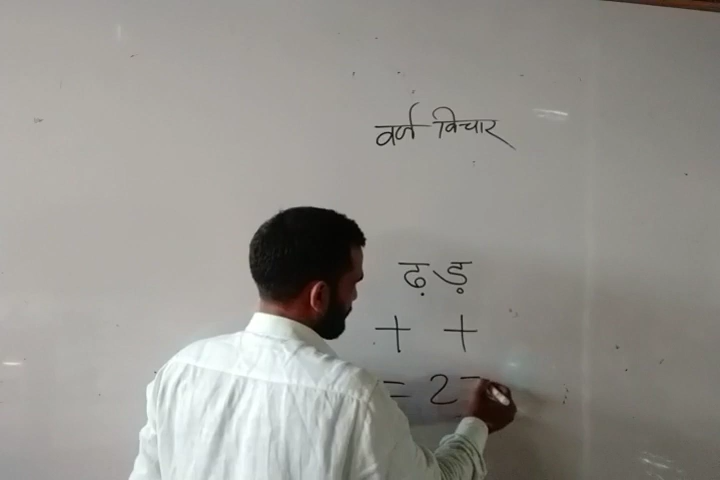 वर्ण विचार
ढ़ ड़
+ +
= 2